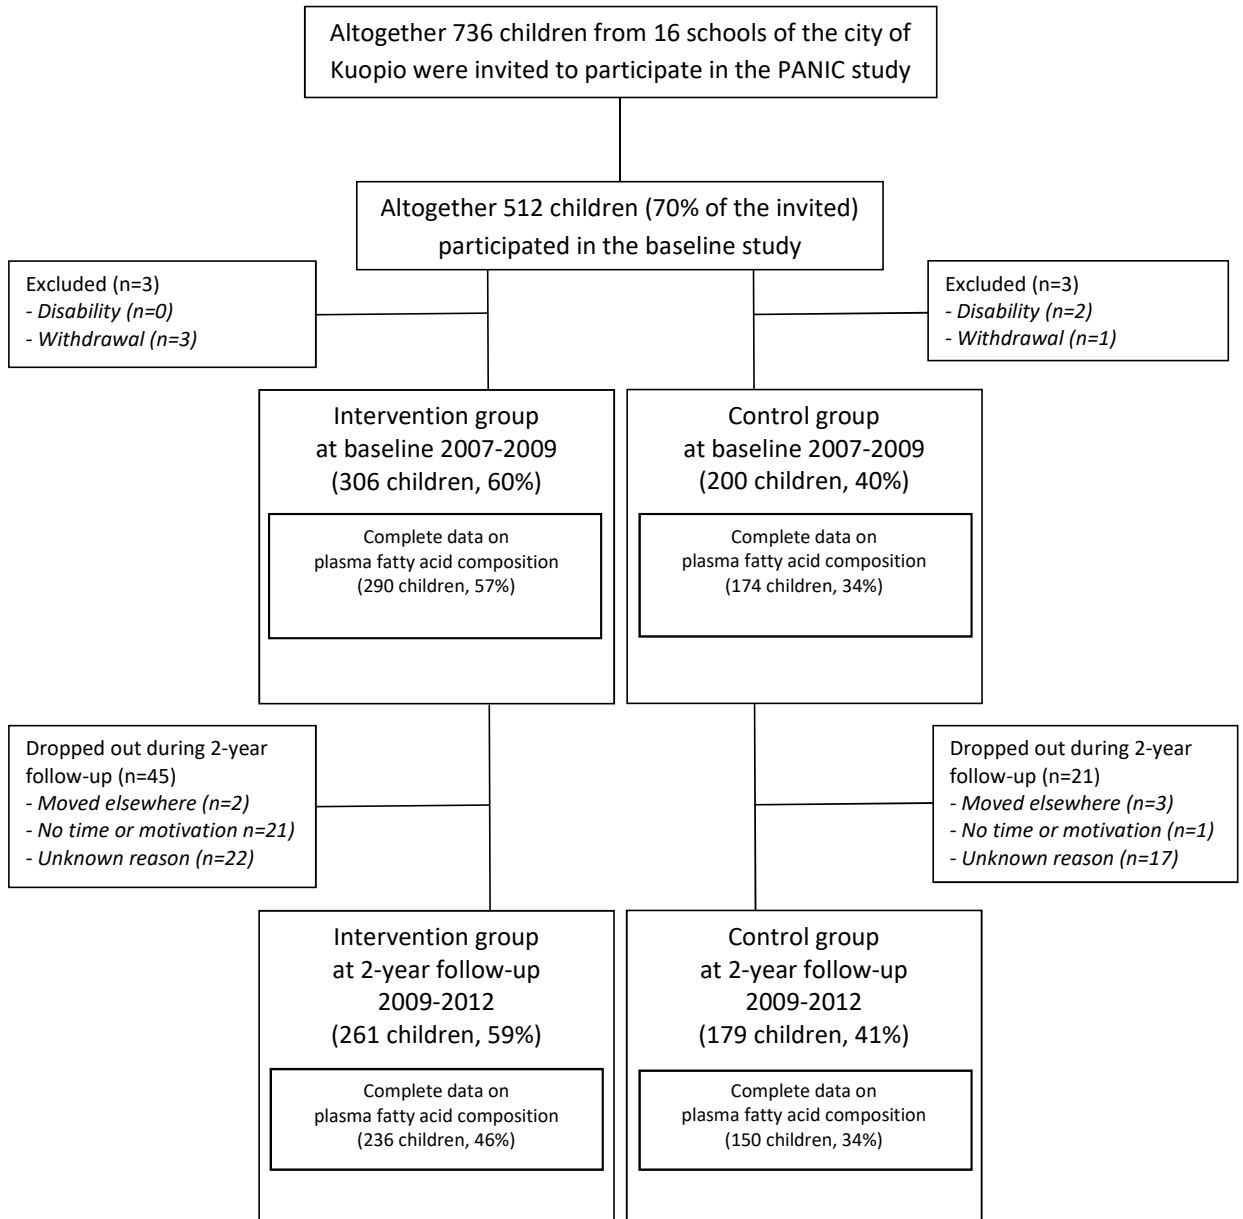 Altogether 736 children from 16 schools of the city of
Kuopio were invited to participate in the PANIC study
Altogether 512 children (70% of the invited)
participated in the baseline study
Excluded (n=3)
- Disability (n=0)
- Withdrawal (n=3)
Excluded (n=3)
- Disability (n=2)
- Withdrawal (n=1)
Intervention group
at baseline 2007-2009
(306 children, 60%)
Complete data on
plasma fatty acid composition
(290 children, 57%)
Control group
at baseline 2007-2009
(200 children, 40%)
Complete data on
plasma fatty acid composition
(174 children, 34%)
Dropped out during 2-year
follow-up (n=45)
- Moved elsewhere (n=2)
- No time or motivation n=21)
- Unknown reason (n=22)
Dropped out during 2-year
follow-up (n=21)
- Moved elsewhere (n=3)
- No time or motivation (n=1)
- Unknown reason (n=17)
Intervention group
at 2-year follow-up
2009-2012
(261 children, 59%)
Complete data on
plasma fatty acid composition
(236 children, 46%)
Control group
at 2-year follow-up
2009-2012
(179 children, 41%)
Complete data on
plasma fatty acid composition
(150 children, 34%)